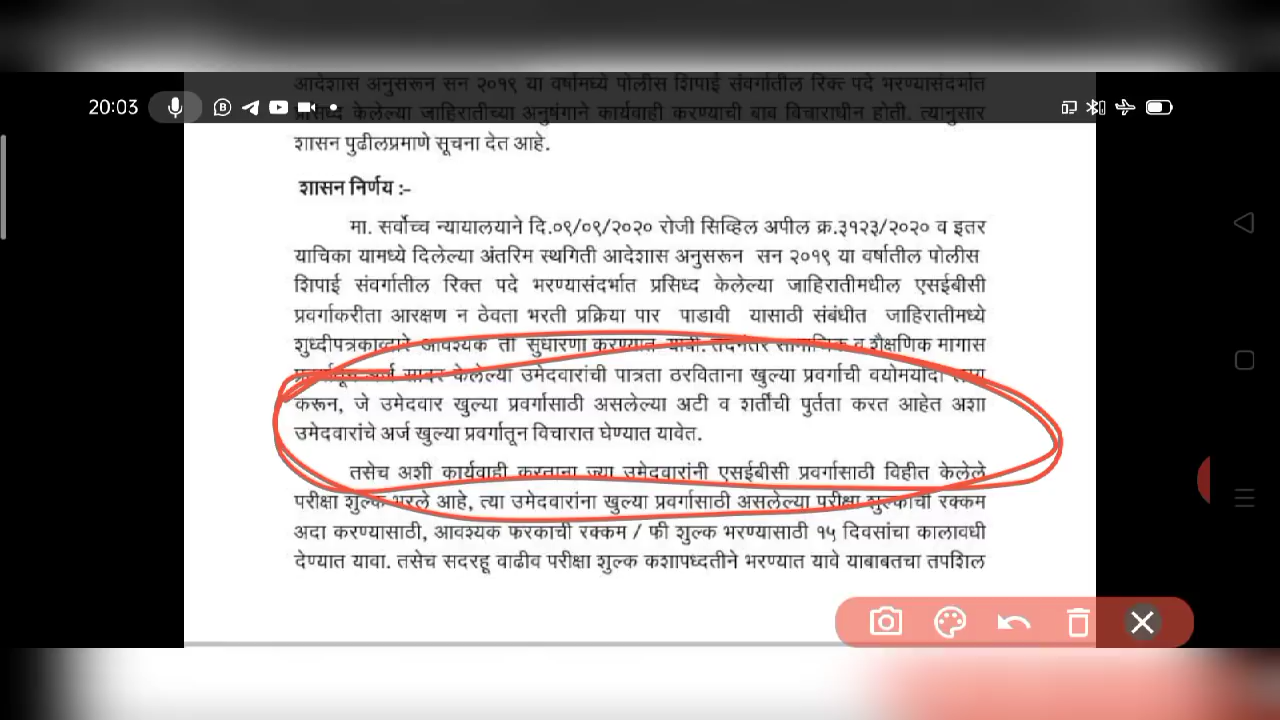 आदेशास अनुसरून सन २०१९ या वर्षामध्ये पोलीस शिपाई संवर्गातील रिक्त पदे भरण्यासंदर्भात
20:03
प्रसिध्द केलेल्या जाहिरातीच्या अनुषंगाने कार्यवाही करण्याची बाब विचाराधीन होती. त्यानुसार
शासन पुढीलप्रमाणे सूचना देत आहे.
शासन निर्णय :-
मा. सर्वोच्च न्यायालयाने दि.०९/०९/२०२० रोजी सिव्हिल अपील क्र.३१२३/२०२० व इतर
याचिका यामध्ये दिलेल्या अंतरिम स्थगिती आदेशास अनुसरून सन २०१९ या वर्षातील पोलीस
शिपाई संवर्गातील रिक्त पदे भरण्यासंदर्भात प्रसिध्द केलेल्या जाहिरातीमधील एसईबीसी
प्रवर्गाकरीता आरक्षण न ठेवता भरती प्रक्रिया पार पाडावी यासाठी संबंधीत जाहिरातीमध्ये
शुध्दीपत्रकाव्दारे आवश्यक ती सुधारणा करण्यात यावी. तदनंतर सामाजिक व शैक्षणिक मागास
प्रवर्गातून अर्ज सादर केलेल्या उमेदवारांची पात्रता ठरविताना खुल्या प्रवर्गाची वयोमर्यादा लागू
करून, जे उमेदवार खुल्या प्रवर्गासाठी असलेल्या अटी व शर्तींची पुर्तता करत आहेत अशा
उमेदवारांचे अर्ज खुल्या प्रवर्गातून विचारात घेण्यात यावेत.
तसेच अशी कार्यवाही करताना ज्या उमेदवारांनी एसईबीसी प्रवर्गासाठी विहीत केलेले
परीक्षा शुल्क भरले आहे, त्या उमेदवारांना खुल्या प्रवर्गासाठी असलेल्या परीक्षा शुल्काची रक्कम
अदा करण्यासाठी, आवश्यक फरकाची रक्कम / फी शुल्क भरण्यासाठी १५ दिवसांचा कालावधी
देण्यात यावा. तसेच सदरहू वाढीव परीक्षा शुल्क कशापध्दतीने भरण्यात यावे याबाबतचा तपशिल